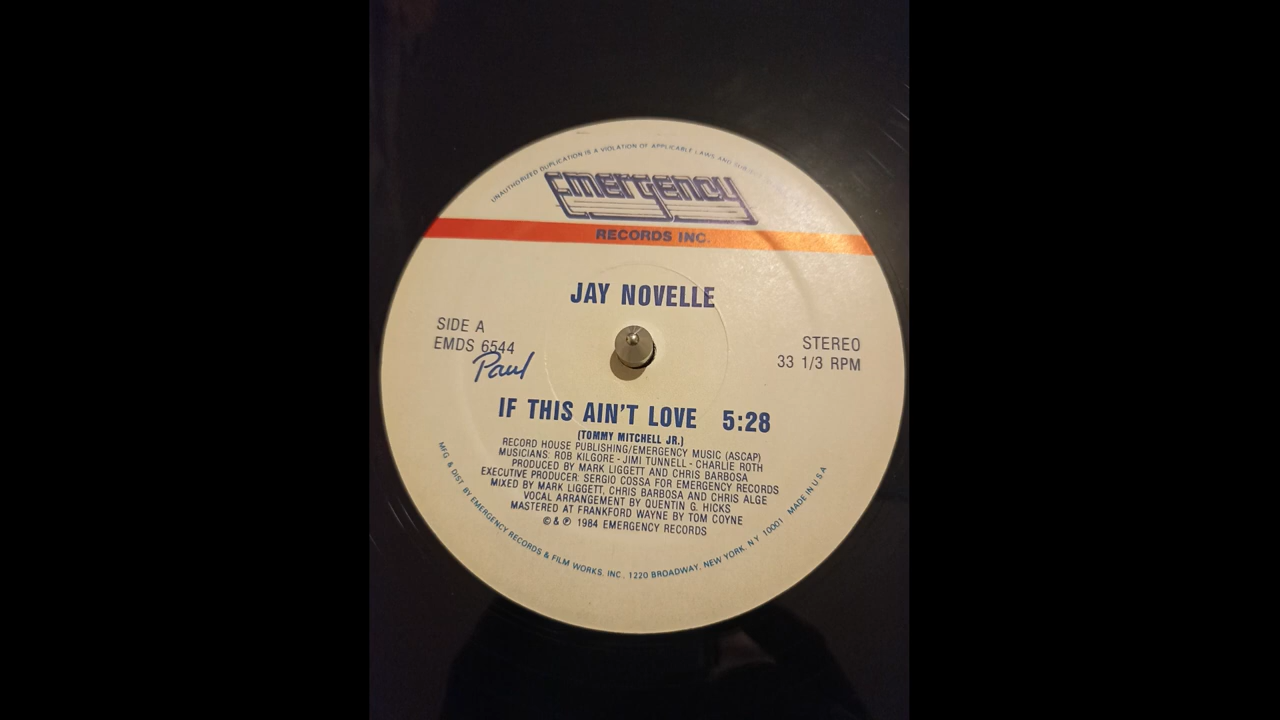 UNAUTHORIZED DUPLICATION IS A VIOLATION OF APPLICABLE LAWS AND
Emergency
RECORDS INC.
JAY NOVELLE
SIDE A
EMDS 6544
Paul
STEREO
33 1/3 RPM
IF THIS AIN'T LOVE 5:28
(TOMMY MITCHELL JR.)
RECORD HOUSE PUBLISHING/EMERGENCY MUSIC (ASCAP)
MUSICIANS: ROB KILGORE - JIMI TUNNELL - CHARLIE ROTH
PRODUCED BY MARK LIGGETT AND CHRIS BARBOSA
EXECUTIVE PRODUCER: SERGIO COSSA FOR EMERGENCY RECORDS
MIXED BY MARK LIGGETT, CHRIS BARBOSA AND CHRIS ALGE
VOCAL ARRANGEMENT BY QUENTIN G. HICKS
MASTERED AT FRANKFORD WAYNE BY TOM COYNE
© & ℗ 1984 EMERGENCY RECORDS
MFG. & DIST. BY EMERGENCY RECORDS & FILM WORKS, INC. 1220 BROADWAY, NEW YORK, N.Y. 10001 MADE IN U.S.A